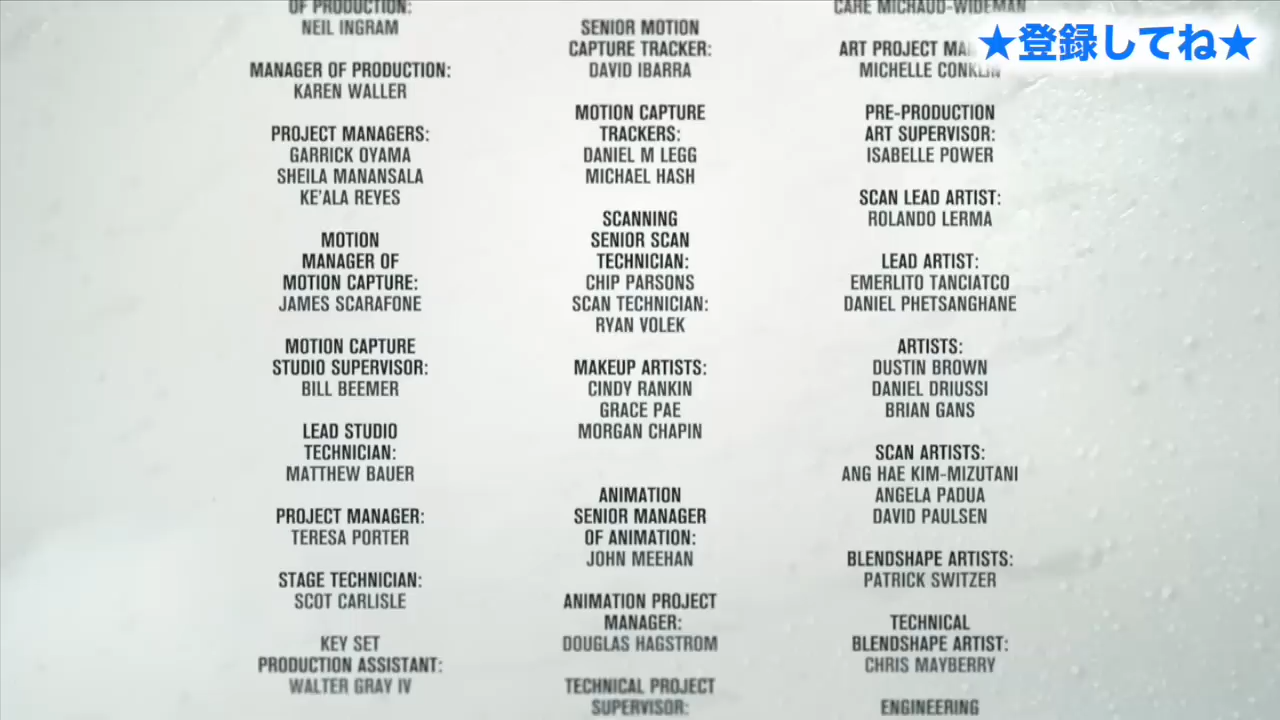 OF PRODUCTION:
NEIL INGRAM
MANAGER OF PRODUCTION:
KAREN WALLER
PROJECT MANAGERS:
GARRICK OYAMA
SHEILA MANANSALA
KE'ALA REYES
MOTION
MANAGER OF
MOTION CAPTURE:
JAMES SCARAFONE
MOTION CAPTURE
STUDIO SUPERVISOR:
BILL BEEMER
LEAD STUDIO
TECHNICIAN:
MATTHEW BAUER
PROJECT MANAGER:
TERESA PORTER
STAGE TECHNICIAN:
SCOT CARLISLE
KEY SET
PRODUCTION ASSISTANT:
WALTER GRAY IV
SENIOR MOTION
CAPTURE TRACKER:
DAVID IBARRA
MOTION CAPTURE
TRACKERS:
DANIEL M LEGG
MICHAEL HASH
SCANNING
SENIOR SCAN
TECHNICIAN:
CHIP PARSONS
SCAN TECHNICIAN:
RYAN VOLEK
MAKEUP ARTISTS:
CINDY RANKIN
GRACE PAE
MORGAN CHAPIN
ANIMATION
SENIOR MANAGER
OF ANIMATION:
JOHN MEEHAN
ANIMATION PROJECT
MANAGER:
DOUGLAS HAGSTROM
TECHNICAL PROJECT
SUPERVISOR:
CARE MICHAUD-WIDEMAN
★登録してね★
ART PROJECT
MICHELLE CONKLIN
PRE-PRODUCTION
ART SUPERVISOR:
ISABELLE POWER
SCAN LEAD ARTIST:
ROLANDO LERMA
LEAD ARTIST:
EMERLITO TANCIATCO
DANIEL PHETSANGHANE
ARTISTS:
DUSTIN BROWN
DANIEL DRIUSSI
BRIAN GANS
SCAN ARTISTS:
ANG HAE KIM-MIZUTANI
ANGELA PADUA
DAVID PAULSEN
BLENDSHAPE ARTISTS:
PATRICK SWITZER
TECHNICAL
BLENDSHAPE ARTIST:
CHRIS MAYBERRY
ENGINEERING